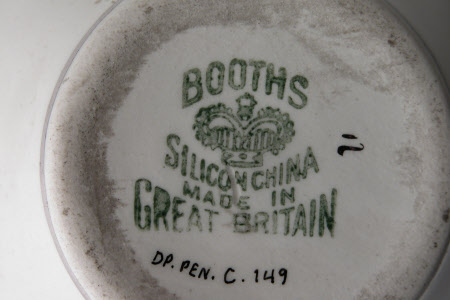 BOOTHS
SILICON CHINA
MADE IN
GREAT BRITAIN
DP. PEN. C. 149